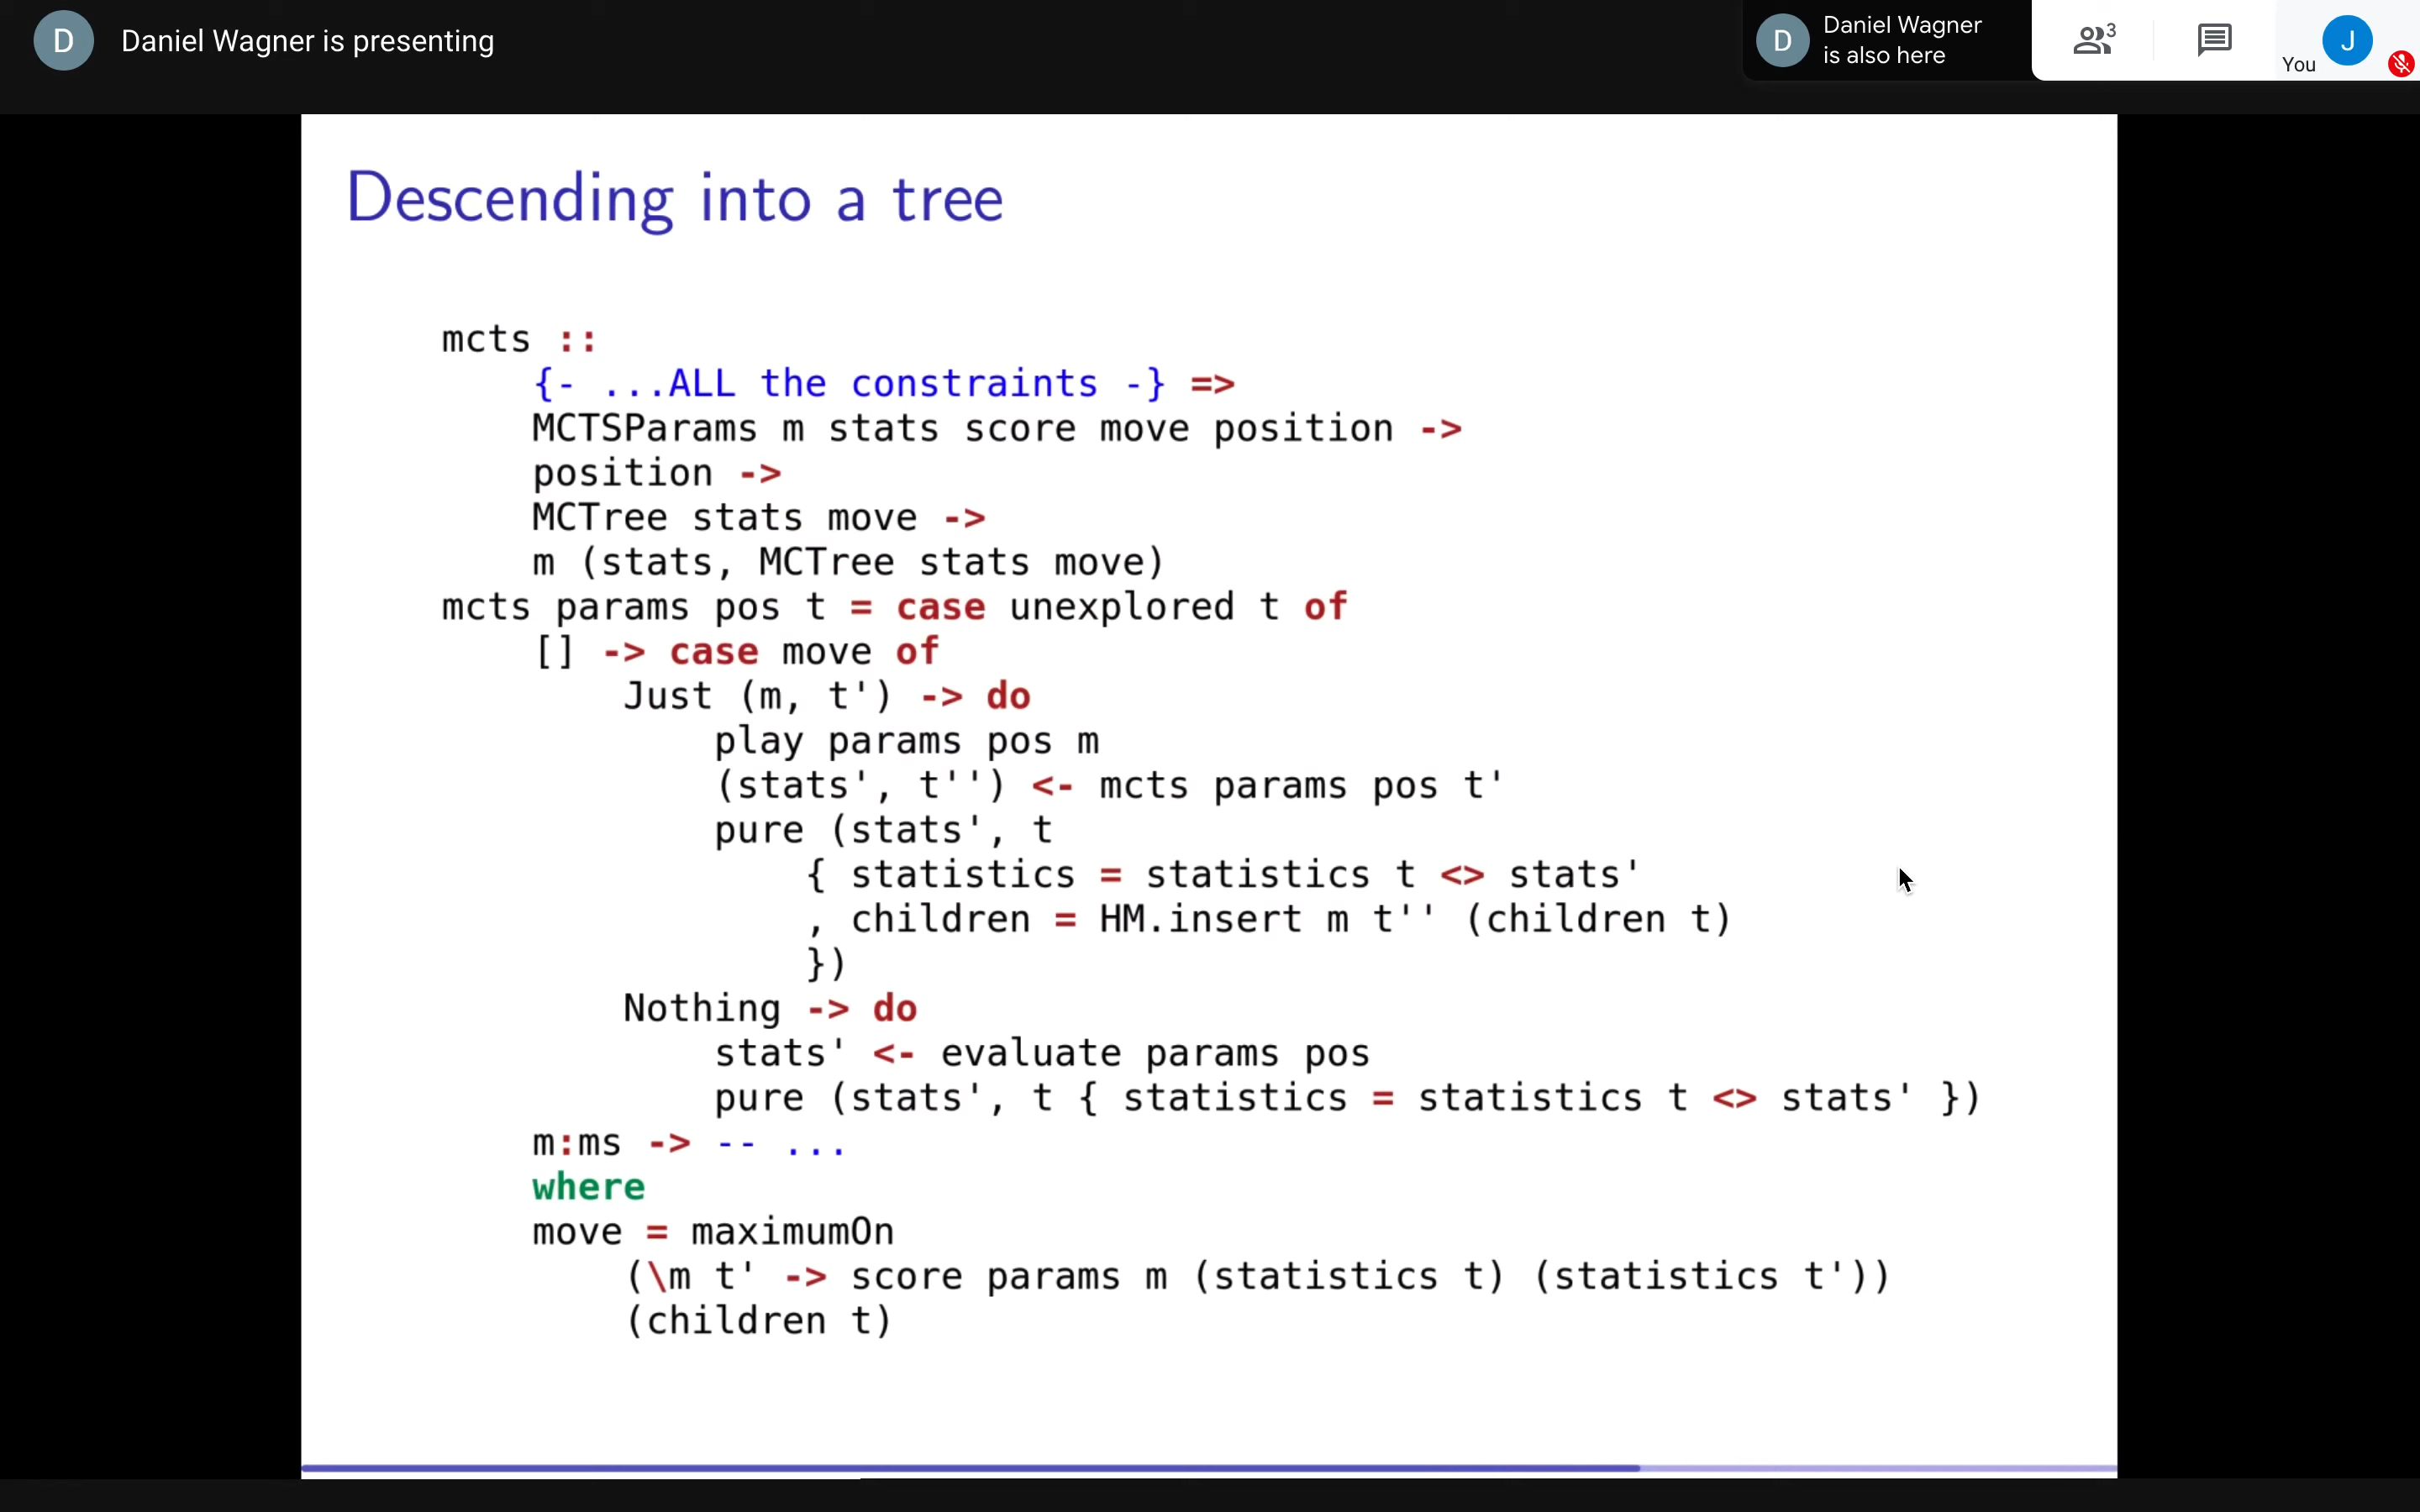 D Daniel Wagner is presenting
D Daniel Wagner
is also here
3
You J
Descending into a tree
mcts ::
    {- ...ALL the constraints -} =>
    MCTSParams m stats score move position ->
    position ->
    MCTree stats move ->
    m (stats, MCTree stats move)
mcts params pos t = case unexplored t of
    [] -> case move of
        Just (m, t') -> do
            play params pos m
            (stats', t'') <- mcts params pos t'
            pure (stats', t
                { statistics = statistics t <> stats'
                , children = HM.insert m t'' (children t)
                })
        Nothing -> do
            stats' <- evaluate params pos
            pure (stats', t { statistics = statistics t <> stats' })
    m:ms -> -- ...
    where
    move = maximumOn
        (\m t' -> score params m (statistics t) (statistics t'))
        (children t)